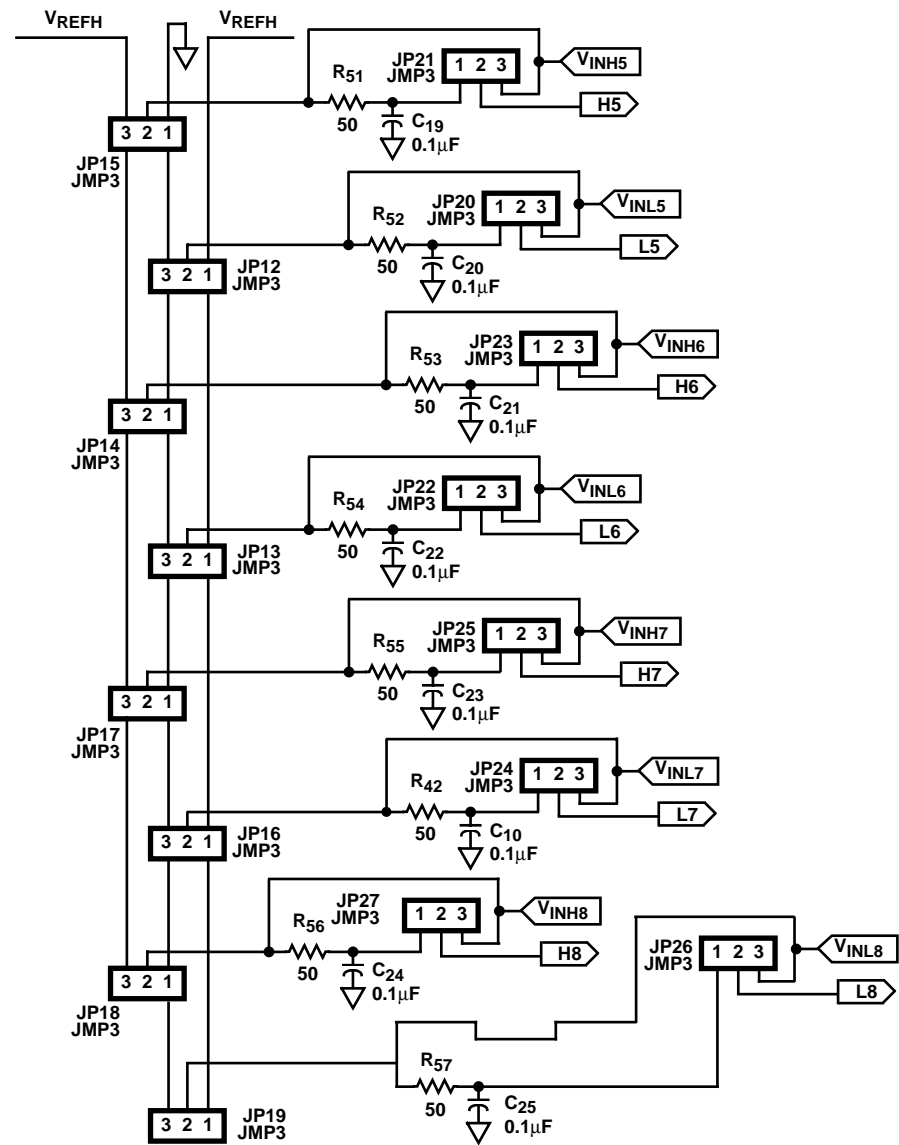 VREFH VREFH
R51
50
C19
0.1μF
JP21
JMP3
1 2 3
VINH5
H5
3 2 1
JP15
JMP3
R52
50
C20
0.1μF
JP20
JMP3
1 2 3
VINL5
L5
3 2 1
JP12
JMP3
R53
50
C21
0.1μF
JP23
JMP3
1 2 3
VINH6
H6
3 2 1
JP14
JMP3
R54
50
C22
0.1μF
JP22
JMP3
1 2 3
VINL6
L6
3 2 1
JP13
JMP3
R55
50
C23
0.1μF
JP25
JMP3
1 2 3
VINH7
H7
3 2 1
JP17
JMP3
R42
50
C10
0.1μF
JP24
JMP3
1 2 3
VINL7
L7
3 2 1
JP16
JMP3
R56
50
C24
0.1μF
JP27
JMP3
1 2 3
VINH8
H8
3 2 1
JP18
JMP3
R57
50
C25
0.1μF
JP26
JMP3
1 2 3
VINL8
L8
3 2 1
JP19
JMP3